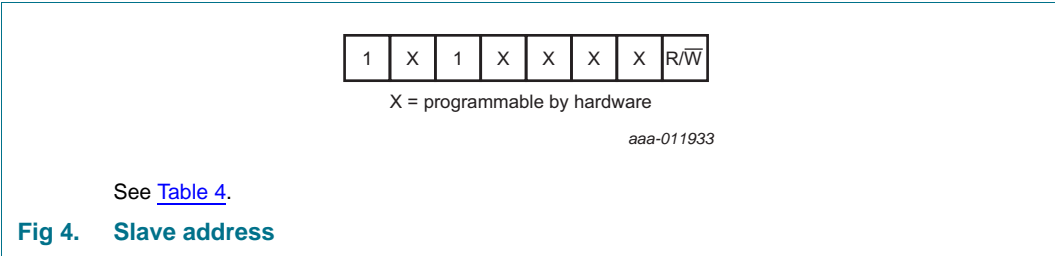 1 X 1 X X X X R/W̅
X = programmable by hardware
aaa-011933
See Table 4.
Fig 4. Slave address